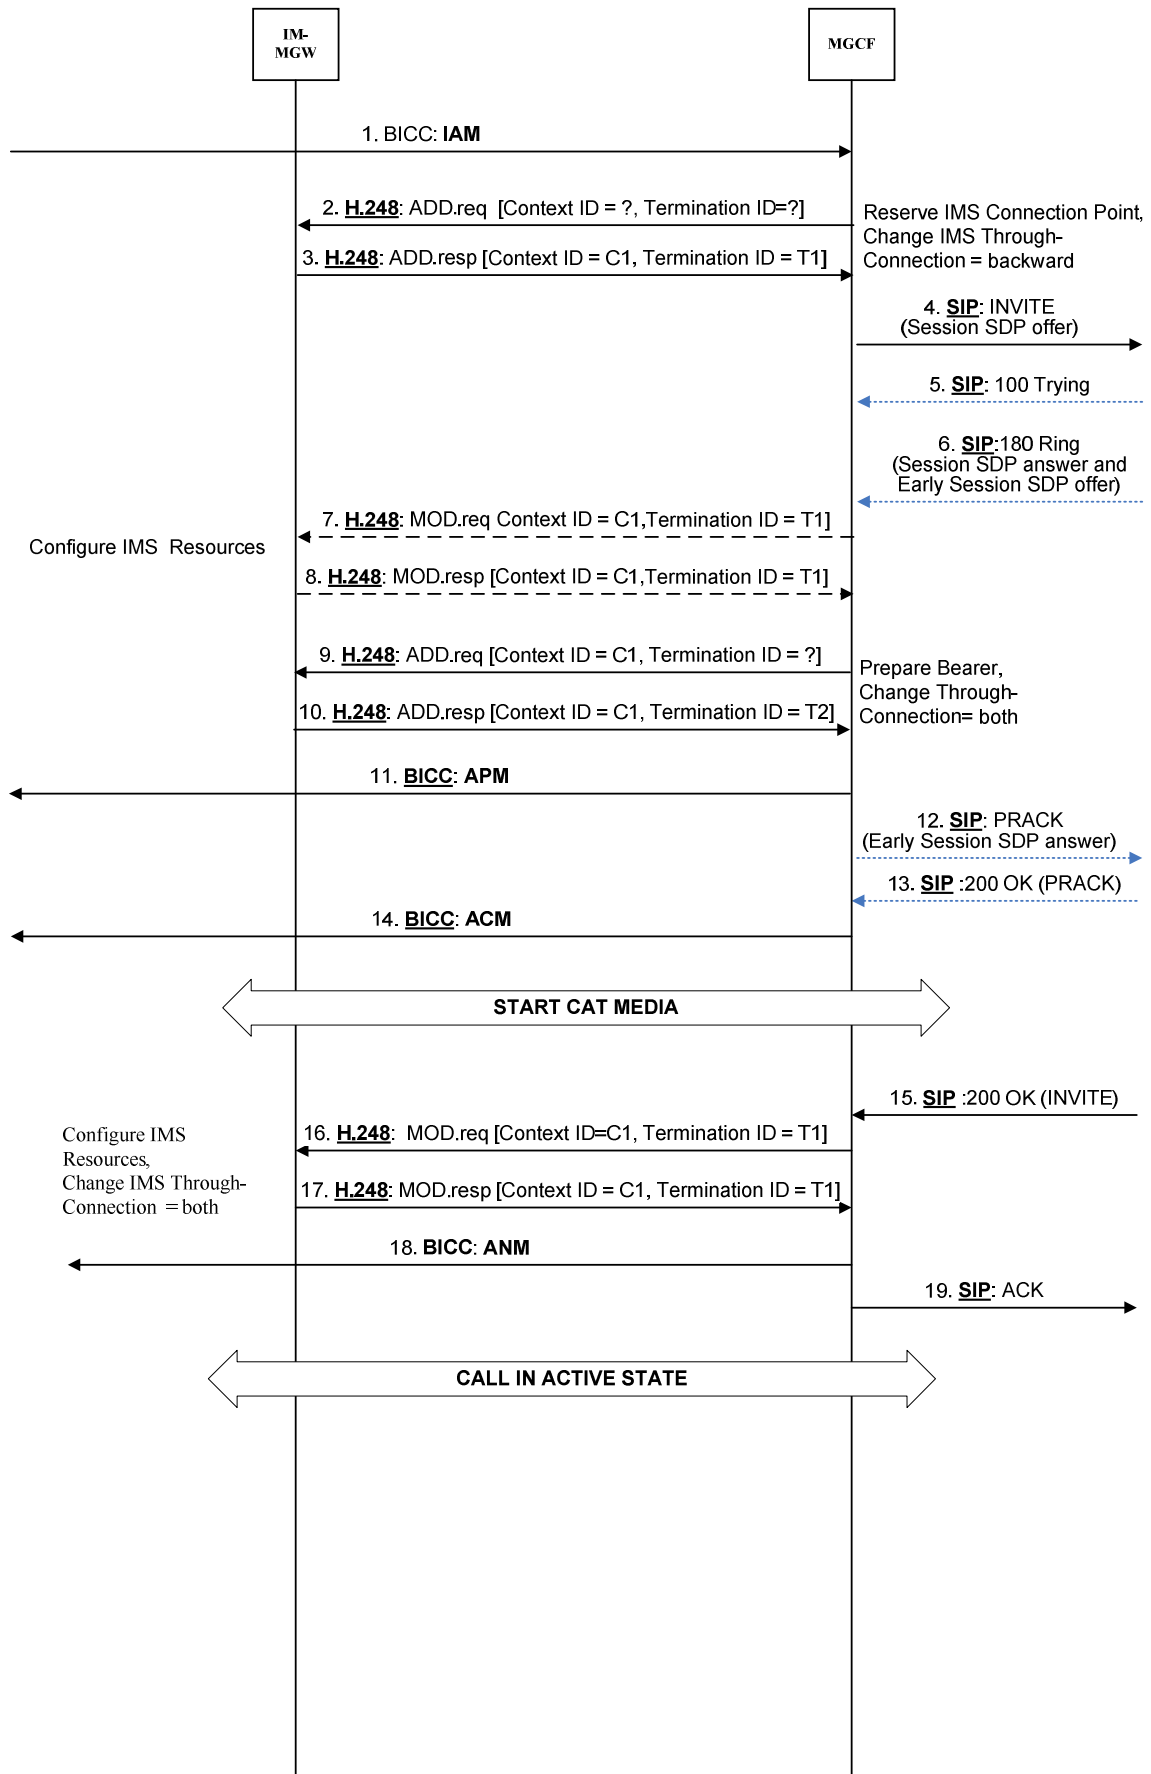 IM-
MGW
MGCF
1. BICC: IAM
2. H.248: ADD.req [Context ID = ?, Termination ID=?]
Reserve IMS Connection Point,
Change IMS Through-
Connection = backward
3. H.248: ADD.resp [Context ID = C1, Termination ID = T1]
4. SIP: INVITE
(Session SDP offer)
5. SIP: 100 Trying
6. SIP:180 Ring
(Session SDP answer and
Early Session SDP offer)
7. H.248: MOD.req Context ID = C1,Termination ID = T1]
Configure IMS Resources
8. H.248: MOD.resp [Context ID = C1,Termination ID = T1]
9. H.248: ADD.req [Context ID = C1, Termination ID = ?]
Prepare Bearer,
Change Through-
Connection= both
10. H.248: ADD.resp [Context ID = C1, Termination ID = T2]
11. BICC: APM
12. SIP: PRACK
(Early Session SDP answer)
13. SIP :200 OK (PRACK)
14. BICC: ACM
START CAT MEDIA
15. SIP :200 OK (INVITE)
16. H.248: MOD.req [Context ID=C1, Termination ID = T1]
Configure IMS
Resources,
Change IMS Through-
Connection = both
17. H.248: MOD.resp [Context ID = C1, Termination ID = T1]
18. BICC: ANM
19. SIP: ACK
CALL IN ACTIVE STATE